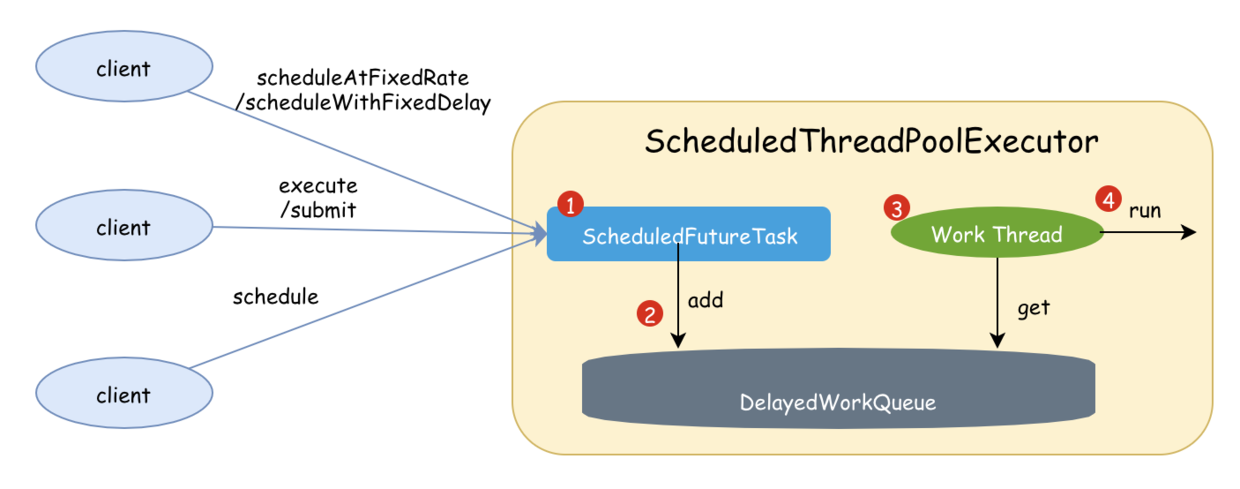 client
scheduleAtFixedRate
/scheduleWithFixedDelay
ScheduledThreadPoolExecutor
client
execute
/submit
1
ScheduledFutureTask
3
Work Thread
4
run
schedule
2
add
get
client
DelayedWorkQueue